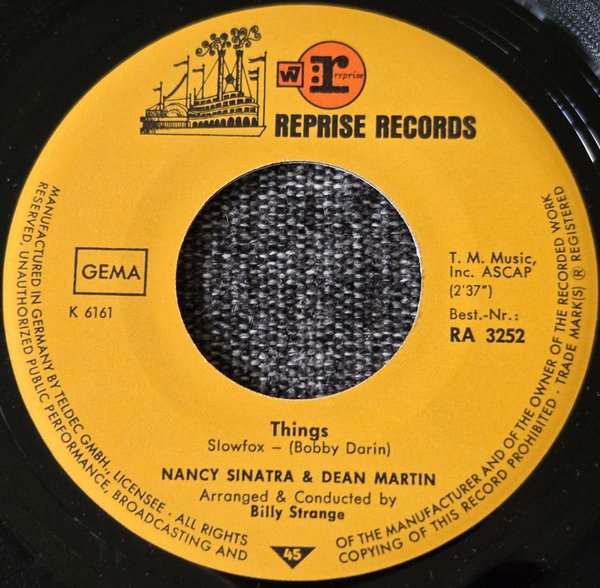 W
r
reprise
REPRISE RECORDS
GEMA
K 6161
T. M. Music,
Inc. ASCAP
(2'37")
Best.-Nr.:
RA 3252
Things
Slowfox – (Bobby Darin)
NANCY SINATRA & DEAN MARTIN
Arranged & Conducted by
Billy Strange
45
MANUFACTURED IN GERMANY BY TELDEC GMBH., LICENSEE · ALL RIGHTS
RESERVED, UNAUTHORIZED PUBLIC PERFORMANCE, BROADCASTING AND
COPYING OF THIS RECORD PROHIBITED · TRADE MARK(S) ® REGISTERED
OF THE MANUFACTURER AND OF THE OWNER OF THE RECORDED WORK